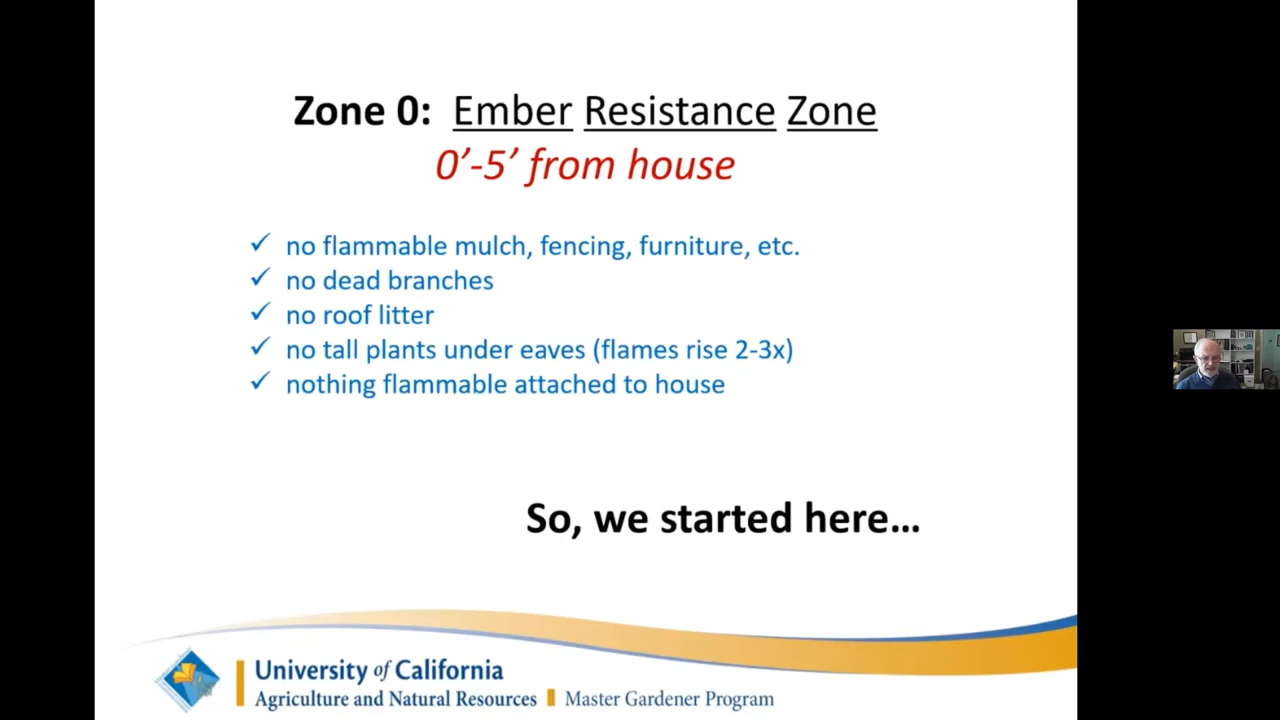 Zone 0: Ember Resistance Zone
0’-5’ from house
✓ no flammable mulch, fencing, furniture, etc.
✓ no dead branches
✓ no roof litter
✓ no tall plants under eaves (flames rise 2-3x)
✓ nothing flammable attached to house
So, we started here...
University of California
Agriculture and Natural Resources Master Gardener Program